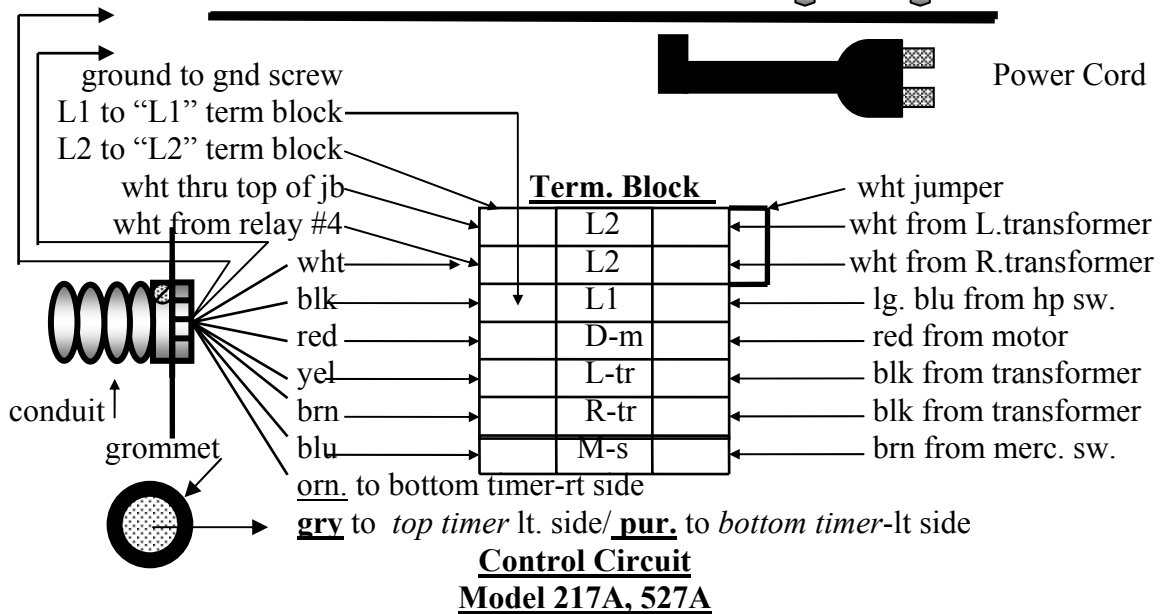 Power Cord
ground to gnd screw
L1 to “L1” term block
L2 to “L2” term block
wht thru top of jb
wht from relay #4
Term. Block
wht jumper
L2
wht from L.transformer
wht
L2
wht from R.transformer
blk
L1
lg. blu from hp sw.
red
D-m
red from motor
yel
L-tr
blk from transformer
brn
R-tr
blk from transformer
blu
M-s
brn from merc. sw.
conduit
grommet
orn. to bottom timer-rt side
gry to top timer lt. side/ pur. to bottom timer-lt side
Control Circuit
Model 217A, 527A